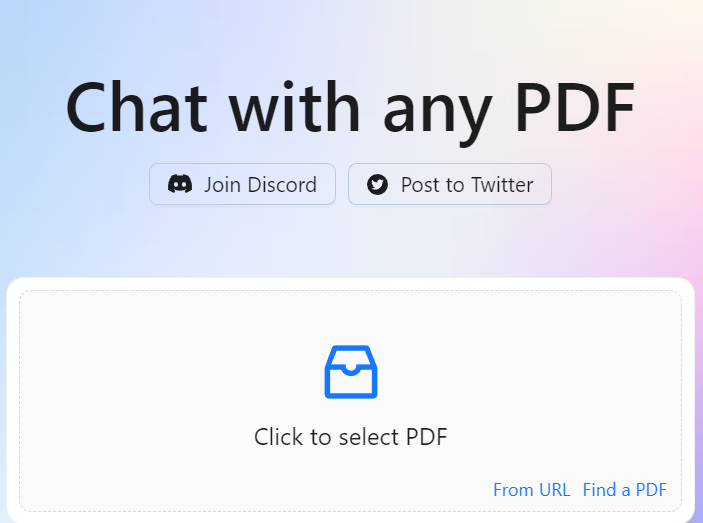 Chat with any PDF
Join Discord Post to Twitter
Click to select PDF
From URL Find a PDF